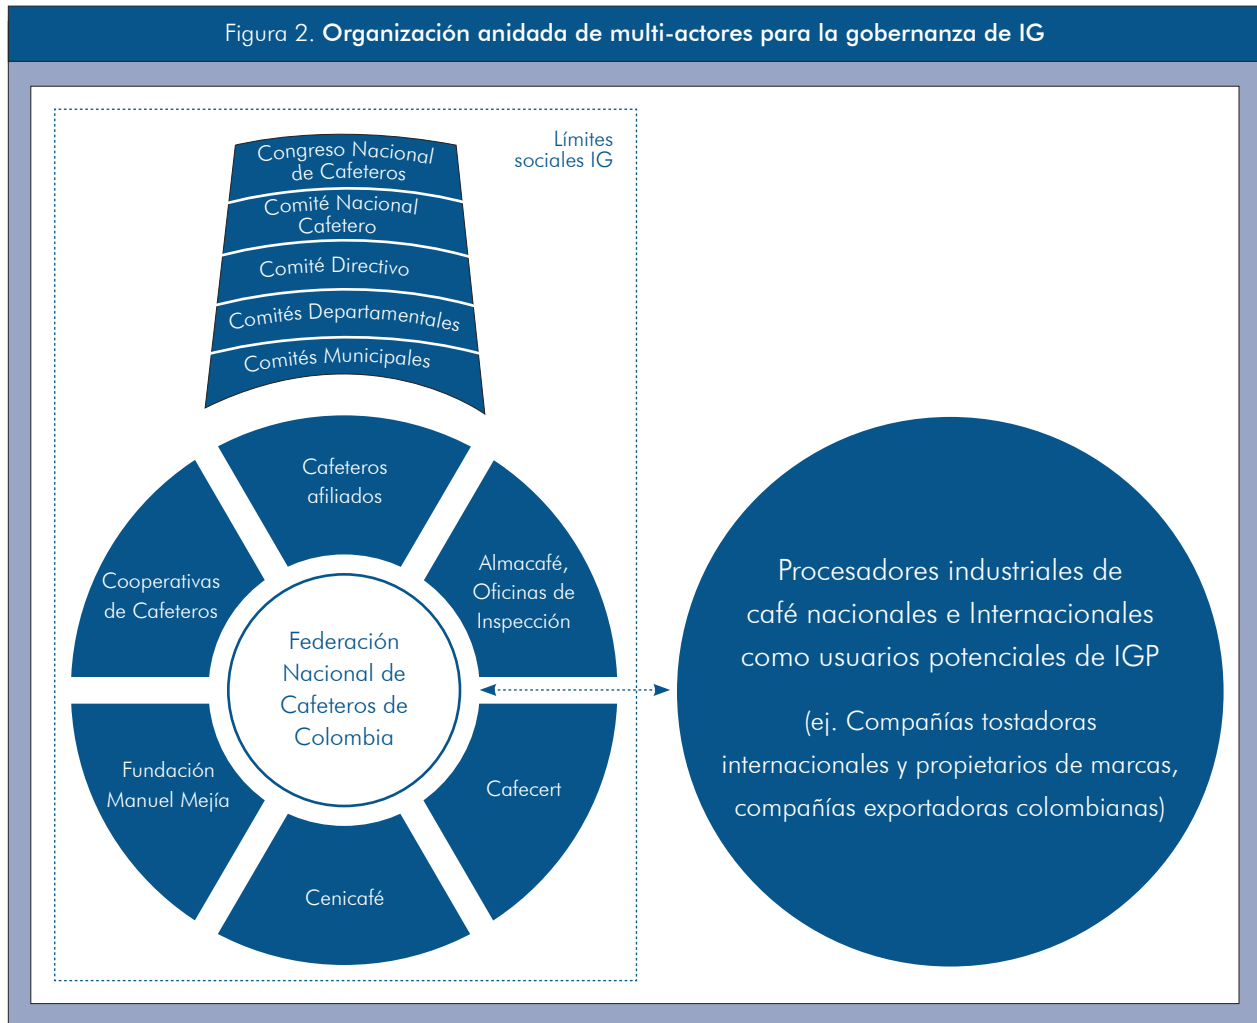 Figura 2. Organización anidada de multi-actores para la gobernanza de IG
Límites
sociales IG
Congreso Nacional
de Cafeteros
Comité Nacional
Cafetero
Comité Directivo
Comités Departamentales
Comités Municipales
Cafeteros
afiliados
Cooperativas
de Cafeteros
Almacafé,
Oficinas de
Inspección
Federación
Nacional de
Cafeteros de
Colombia
Fundación
Manuel Mejía
Cafecert
Cenicafé
Procesadores industriales de
café nacionales e Internacionales
como usuarios potenciales de IGP
(ej. Compañías tostadoras
internacionales y propietarios de marcas,
compañías exportadoras colombianas)